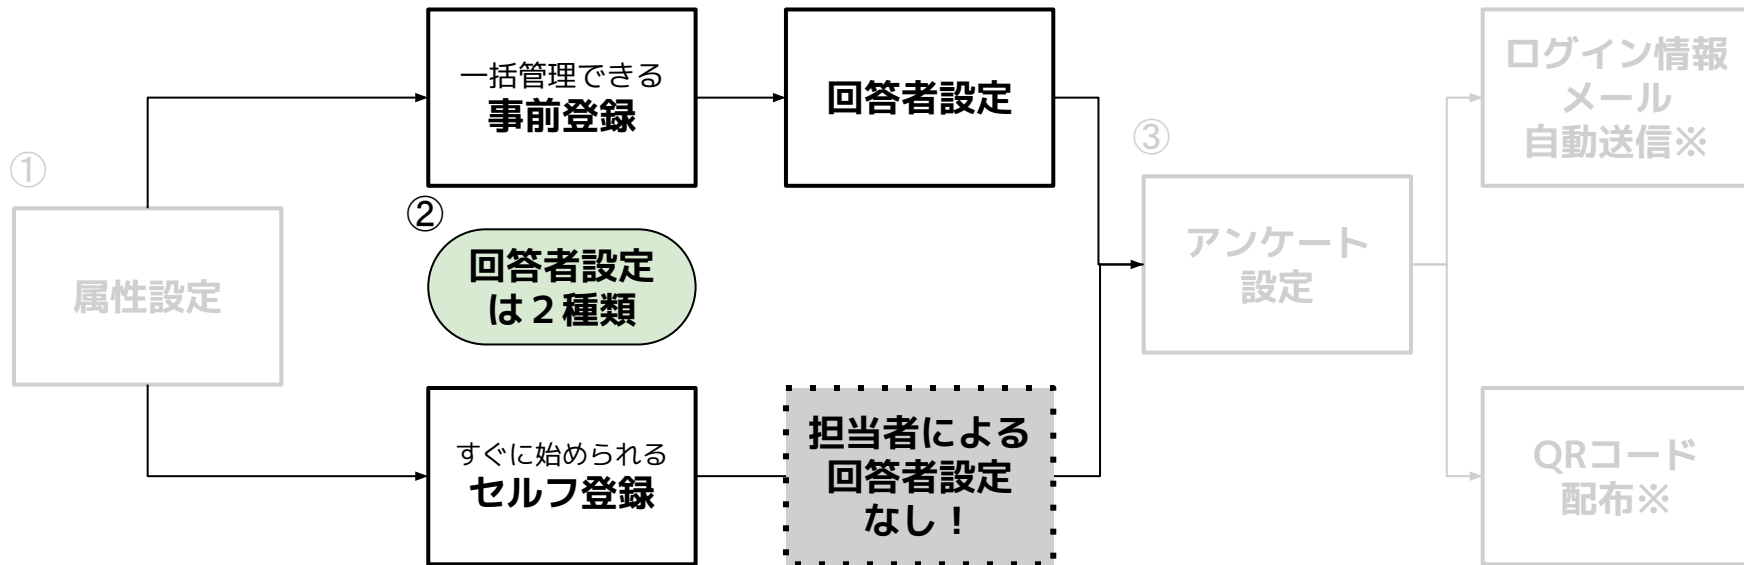 ①
属性設定
一括管理できる
事前登録
回答者設定
②
回答者設定
は２種類
すぐに始められる
セルフ登録
担当者による
回答者設定
なし！
③
アンケート
設定
ログイン情報
メール
自動送信※
QRコード
配布※